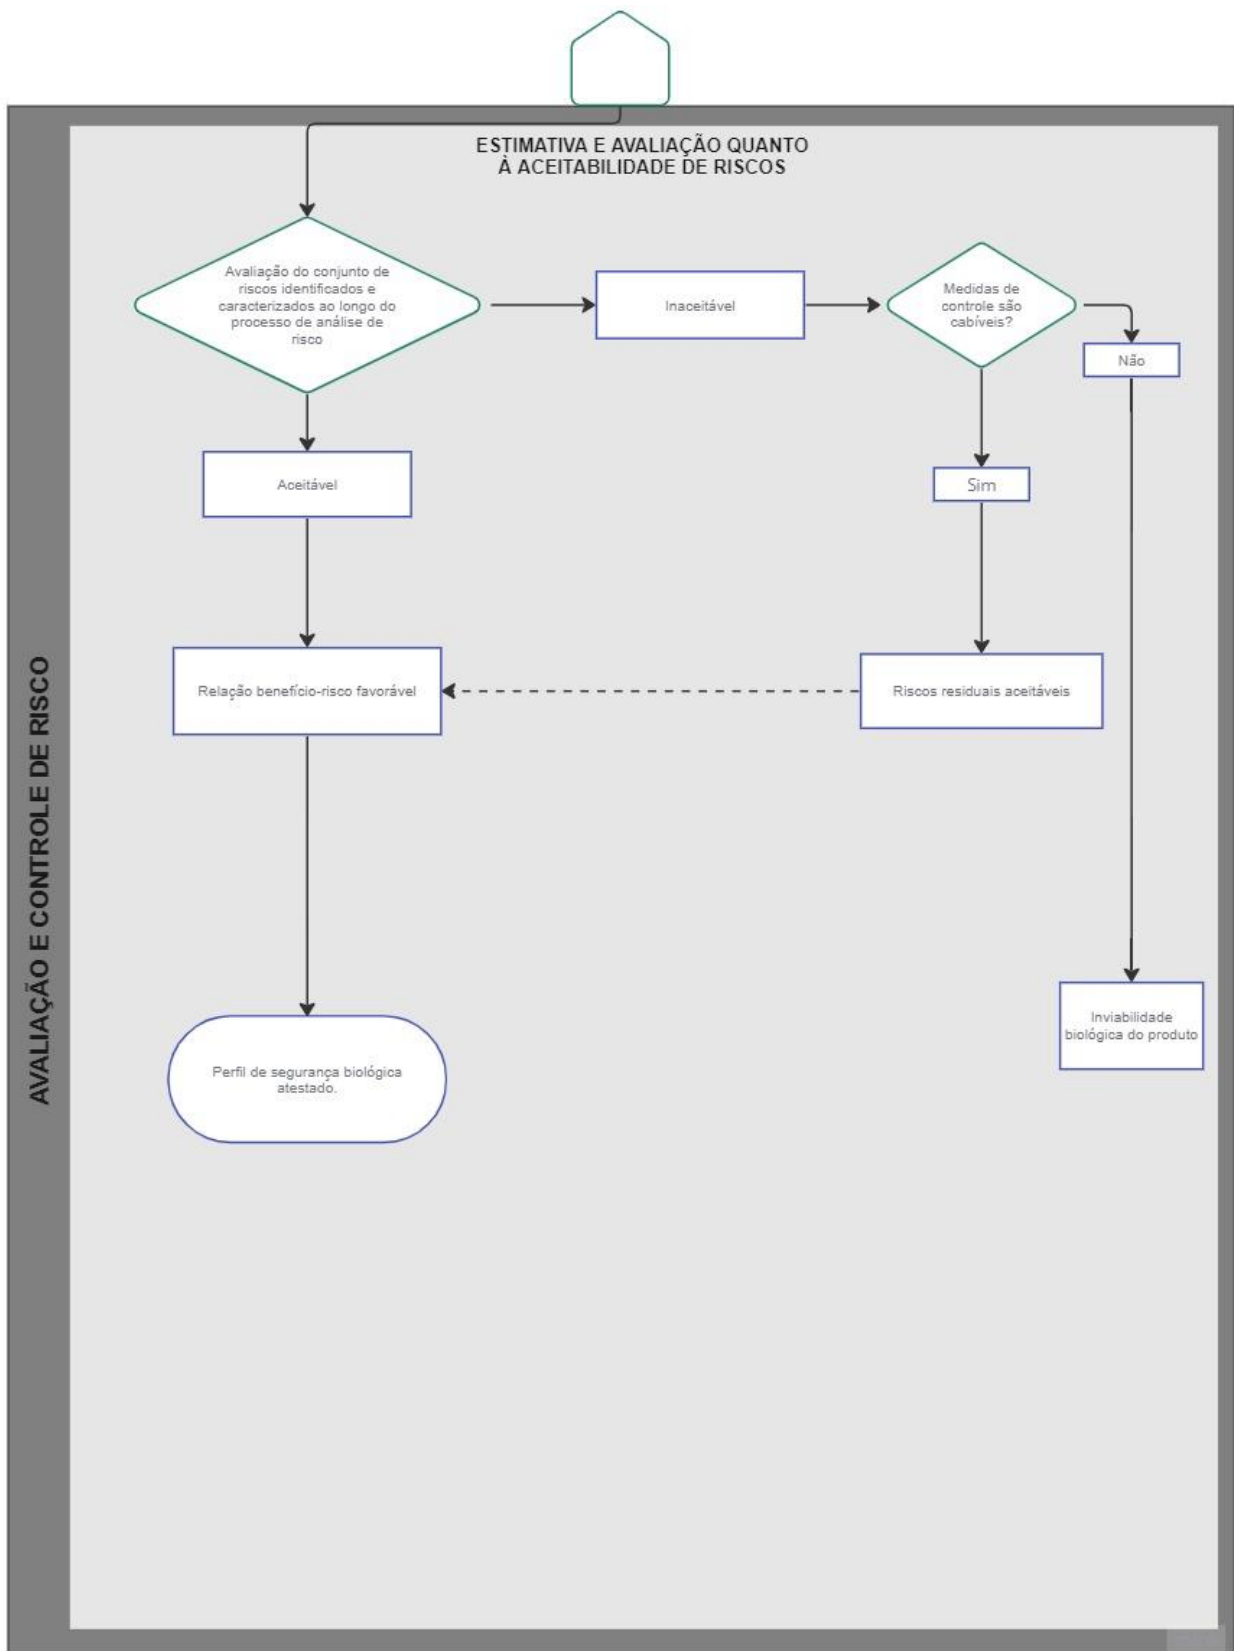 ESTIMATIVA E AVALIAÇÃO QUANTO
À ACEITABILIDADE DE RISCOS
Avaliação do conjunto de
riscos identificados e
caracterizados ao longo do
processo de análise de
risco
Inaceitável
Medidas de
controle são
cabíveis?
Não
Aceitável
Sim
Relação benefício-risco favorável
Riscos residuais aceitáveis
AVALIAÇÃO E CONTROLE DE RISCO
Inviabilidade
biológica do produto
Perfil de segurança biológica
atestado.